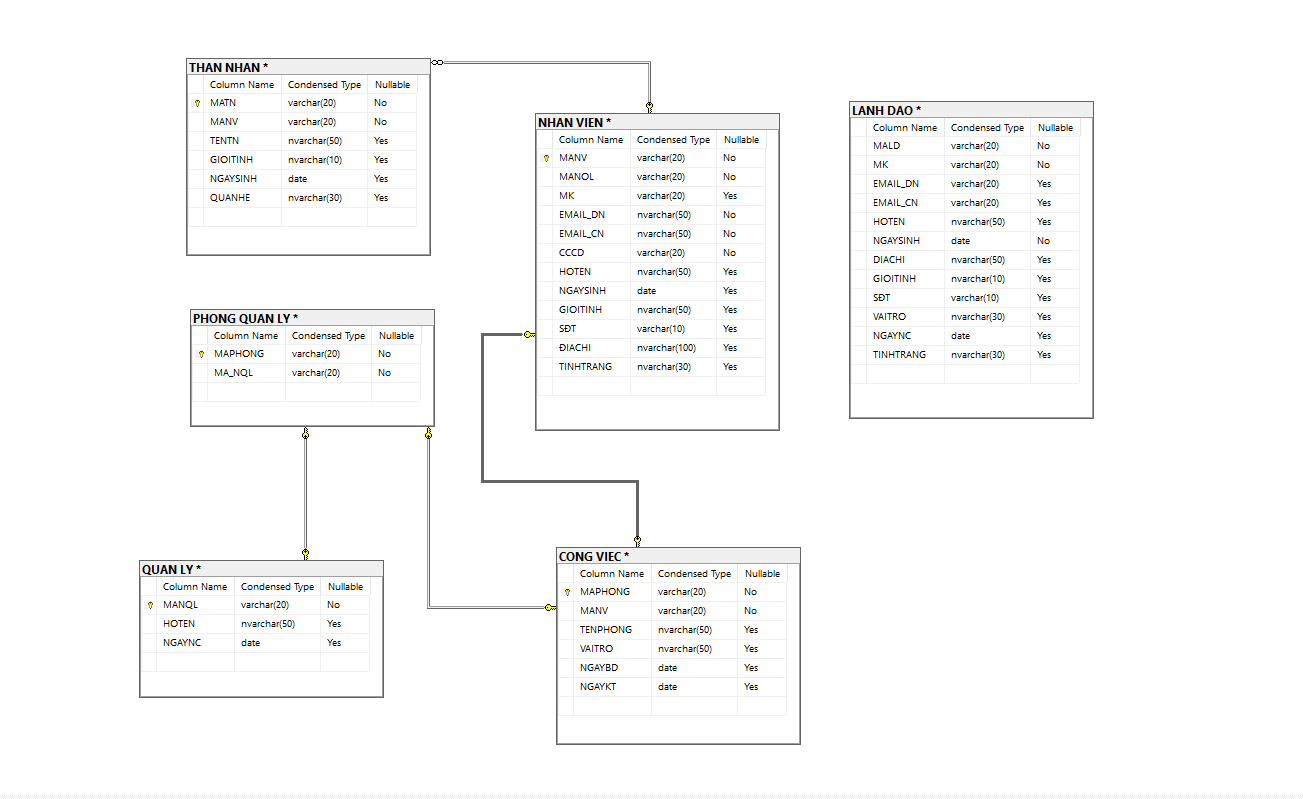 THAN NHAN *
Column Name Condensed Type Nullable
MATN varchar(20) No
MANV varchar(20) No
TENTN nvarchar(50) Yes
GIOITINH nvarchar(10) Yes
NGAYSINH date Yes
QUANHE nvarchar(30) Yes
NHAN VIEN *
Column Name Condensed Type Nullable
MANV varchar(20) No
MANOL varchar(20) No
MK varchar(20) Yes
EMAIL_DN nvarchar(50) No
EMAIL_CN nvarchar(50) No
CCCD varchar(20) No
HOTEN nvarchar(50) Yes
NGAYSINH date Yes
GIOITINH nvarchar(50) Yes
SĐT varchar(10) Yes
ĐIACHI nvarchar(100) Yes
TINHTRANG nvarchar(30) Yes
LANH DAO *
Column Name Condensed Type Nullable
MALD varchar(20) No
MK varchar(20) No
EMAIL_DN varchar(20) Yes
EMAIL_CN varchar(20) Yes
HOTEN nvarchar(50) Yes
NGAYSINH date No
DIACHI nvarchar(50) Yes
GIOITINH nvarchar(10) Yes
SĐT varchar(10) Yes
VAITRO nvarchar(30) Yes
NGAYNC date Yes
TINHTRANG nvarchar(30) Yes
PHONG QUAN LY *
Column Name Condensed Type Nullable
MAPHONG varchar(20) No
MA_NQL varchar(20) No
QUAN LY *
Column Name Condensed Type Nullable
MANQL varchar(20) No
HOTEN nvarchar(50) Yes
NGAYNC date Yes
CONG VIEC *
Column Name Condensed Type Nullable
MAPHONG varchar(20) No
MANV varchar(20) No
TENPHONG nvarchar(50) Yes
VAITRO nvarchar(50) Yes
NGAYBD date Yes
NGAYKT date Yes